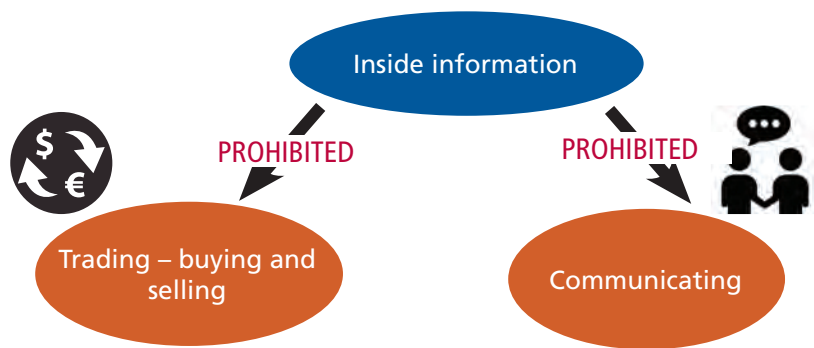 Inside information
PROHIBITED
PROHIBITED
$
€
Trading – buying and
selling
Communicating